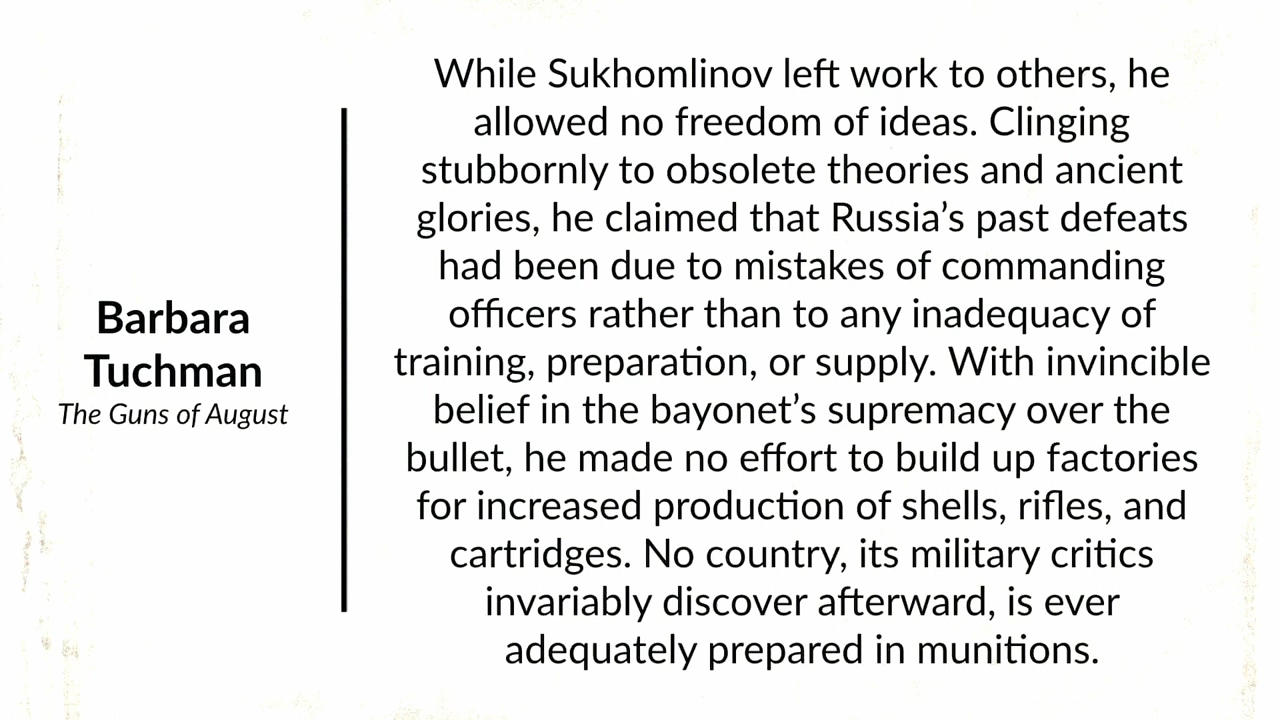 Barbara
Tuchman
The Guns of August
While Sukhomlinov left work to others, he
allowed no freedom of ideas. Clinging
stubbornly to obsolete theories and ancient
glories, he claimed that Russia’s past defeats
had been due to mistakes of commanding
officers rather than to any inadequacy of
training, preparation, or supply. With invincible
belief in the bayonet’s supremacy over the
bullet, he made no effort to build up factories
for increased production of shells, rifles, and
cartridges. No country, its military critics
invariably discover afterward, is ever
adequately prepared in munitions.